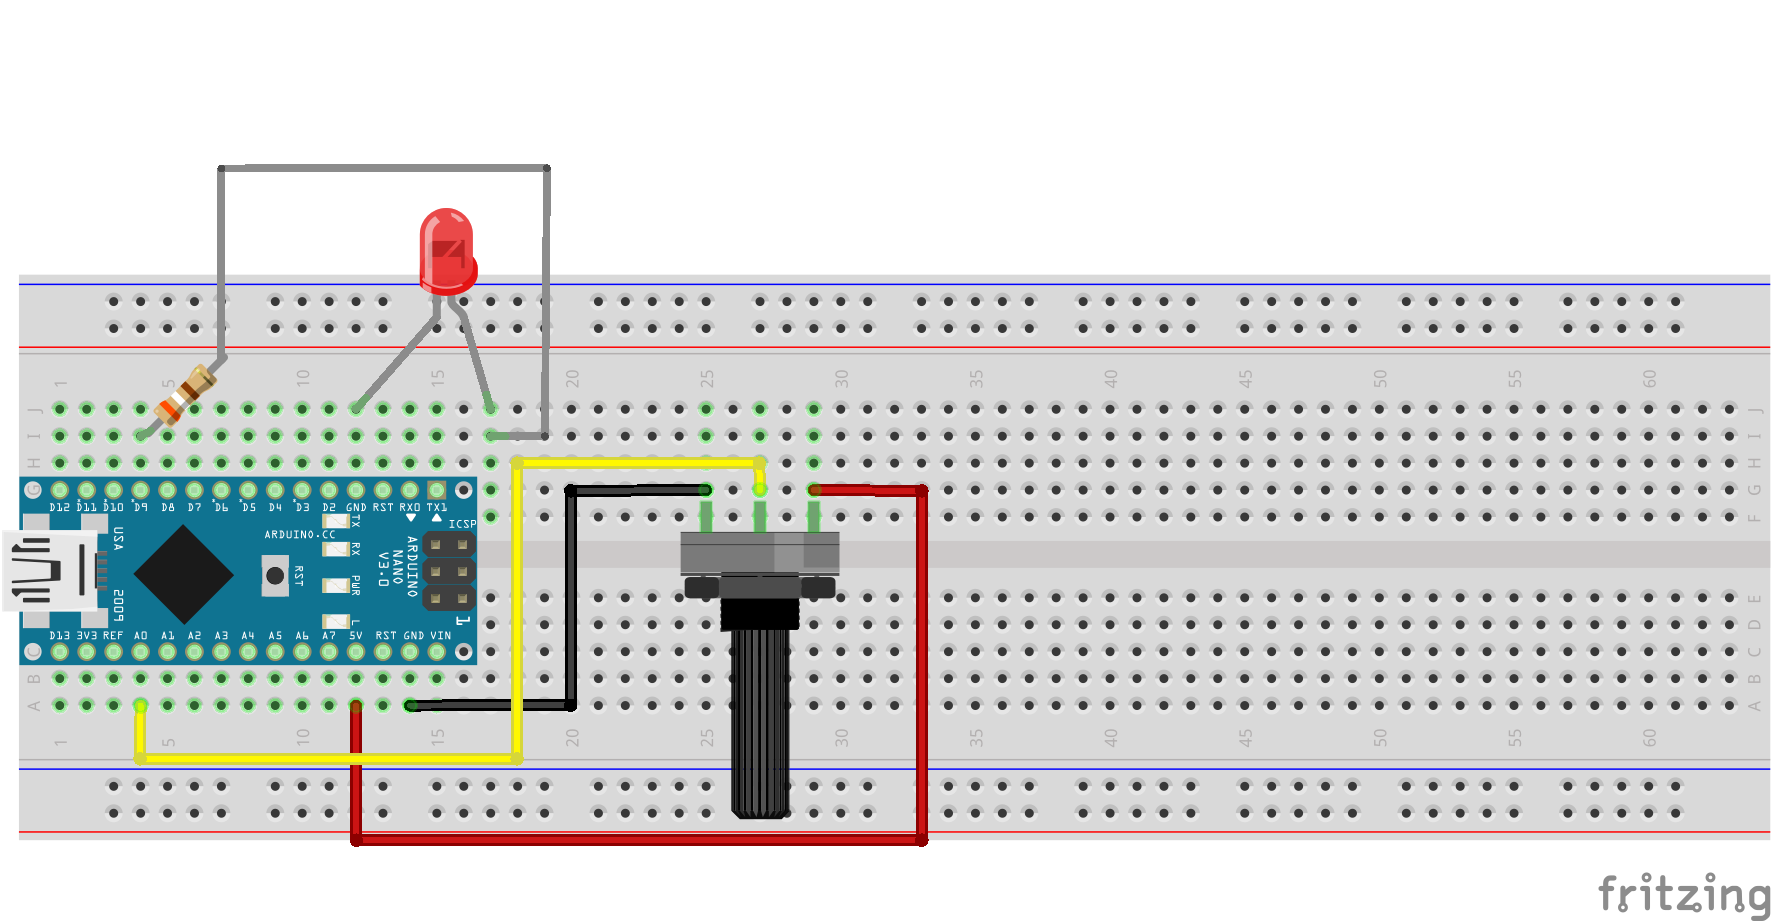 1 5 10 15 20 25 30 35 40 45 50 55 60
J J
I I
H H
G G
F
D12 D11 D10 D9 D8 D7 D6 D5 D4 D3 D2 GND RST RX0 TX1
ICSP
ARDUINO.CC
TX
RX
PWR
L
RST
USA
2009
ARDUINO
NANO
V3.0
1
D13 3V3 REF A0 A1 A2 A3 A4 A5 A6 A7 5V RST GND VIN
E
D
C C
B B
A A
1 5 10 15 20 25 30 35 40 45 50 55 60
fritzing